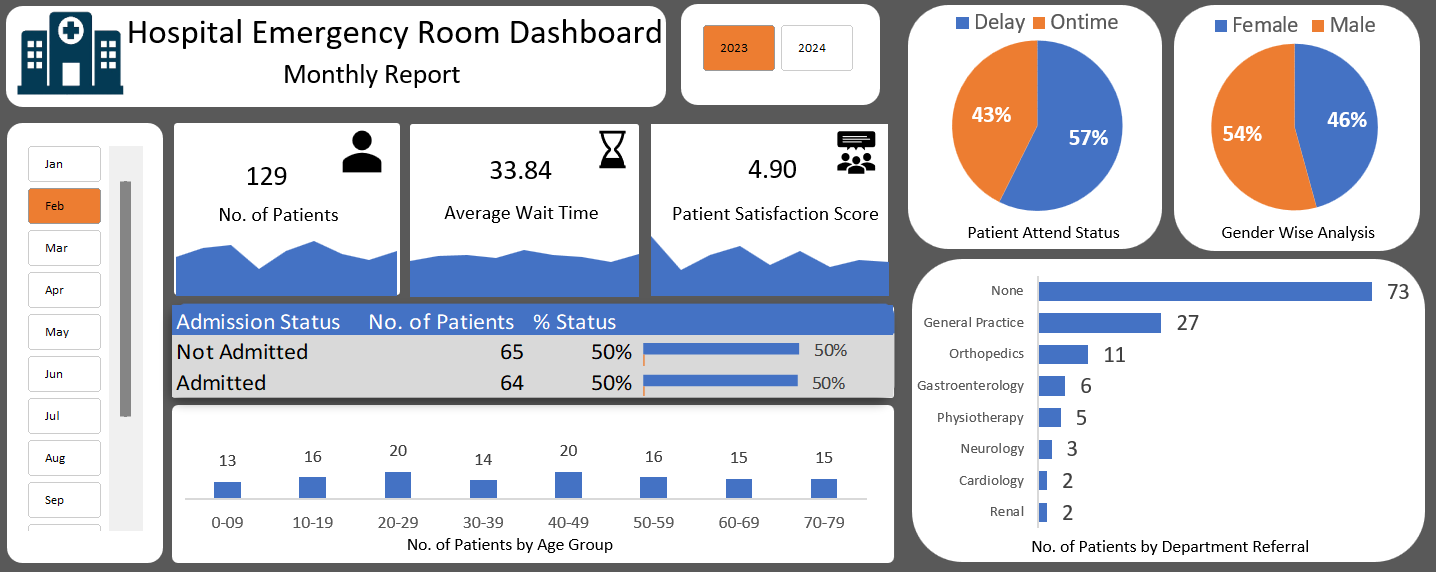 Hospital Emergency Room Dashboard
Monthly Report
2023
2024
Jan
Feb
Mar
Apr
May
Jun
Jul
Aug
Sep
129
No. of Patients
33.84
Average Wait Time
4.90
Patient Satisfaction Score
Admission Status No. of Patients % Status
Not Admitted 65 50% 50%
Admitted 64 50% 50%
13 16 20 14 20 16 15 15
0-09 10-19 20-29 30-39 40-49 50-59 60-69 70-79
No. of Patients by Age Group
Delay Ontime
43%
57%
Patient Attend Status
Female Male
54%
46%
Gender Wise Analysis
None 73
General Practice 27
Orthopedics 11
Gastroenterology 6
Physiotherapy 5
Neurology 3
Cardiology 2
Renal 2
No. of Patients by Department Referral